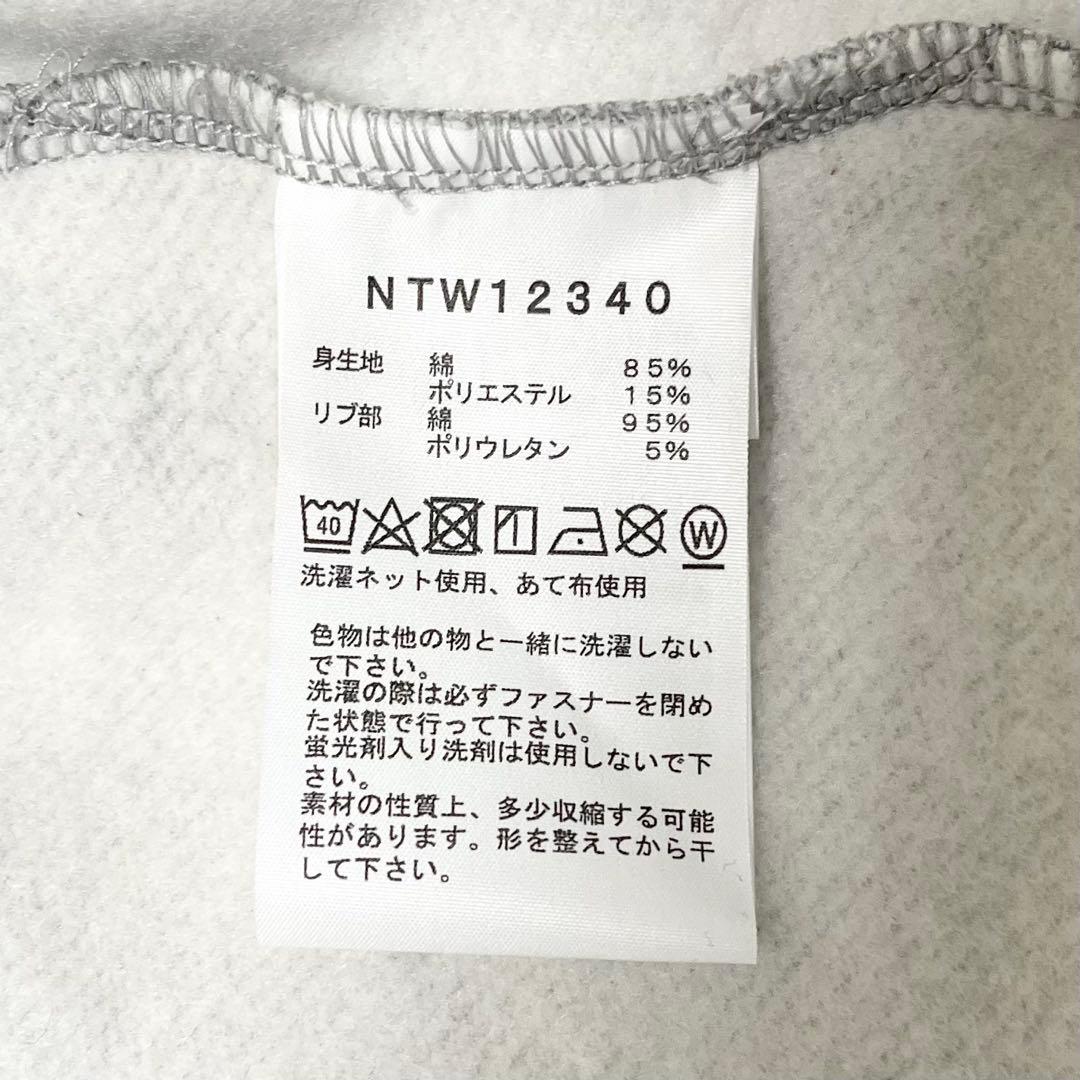 NTW12340
身生地 綿 85%
ポリエステル 15%
リブ部 綿 95%
ポリウレタン 5%
40 W
洗濯ネット使用、あて布使用
色物は他の物と一緒に洗濯しない
で下さい。
洗濯の際は必ずファスナーを閉め
た状態で行って下さい。
蛍光剤入り洗剤は使用しないで下
さい。
素材の性質上、多少収縮する可能
性があります。形を整えてから干
して下さい。